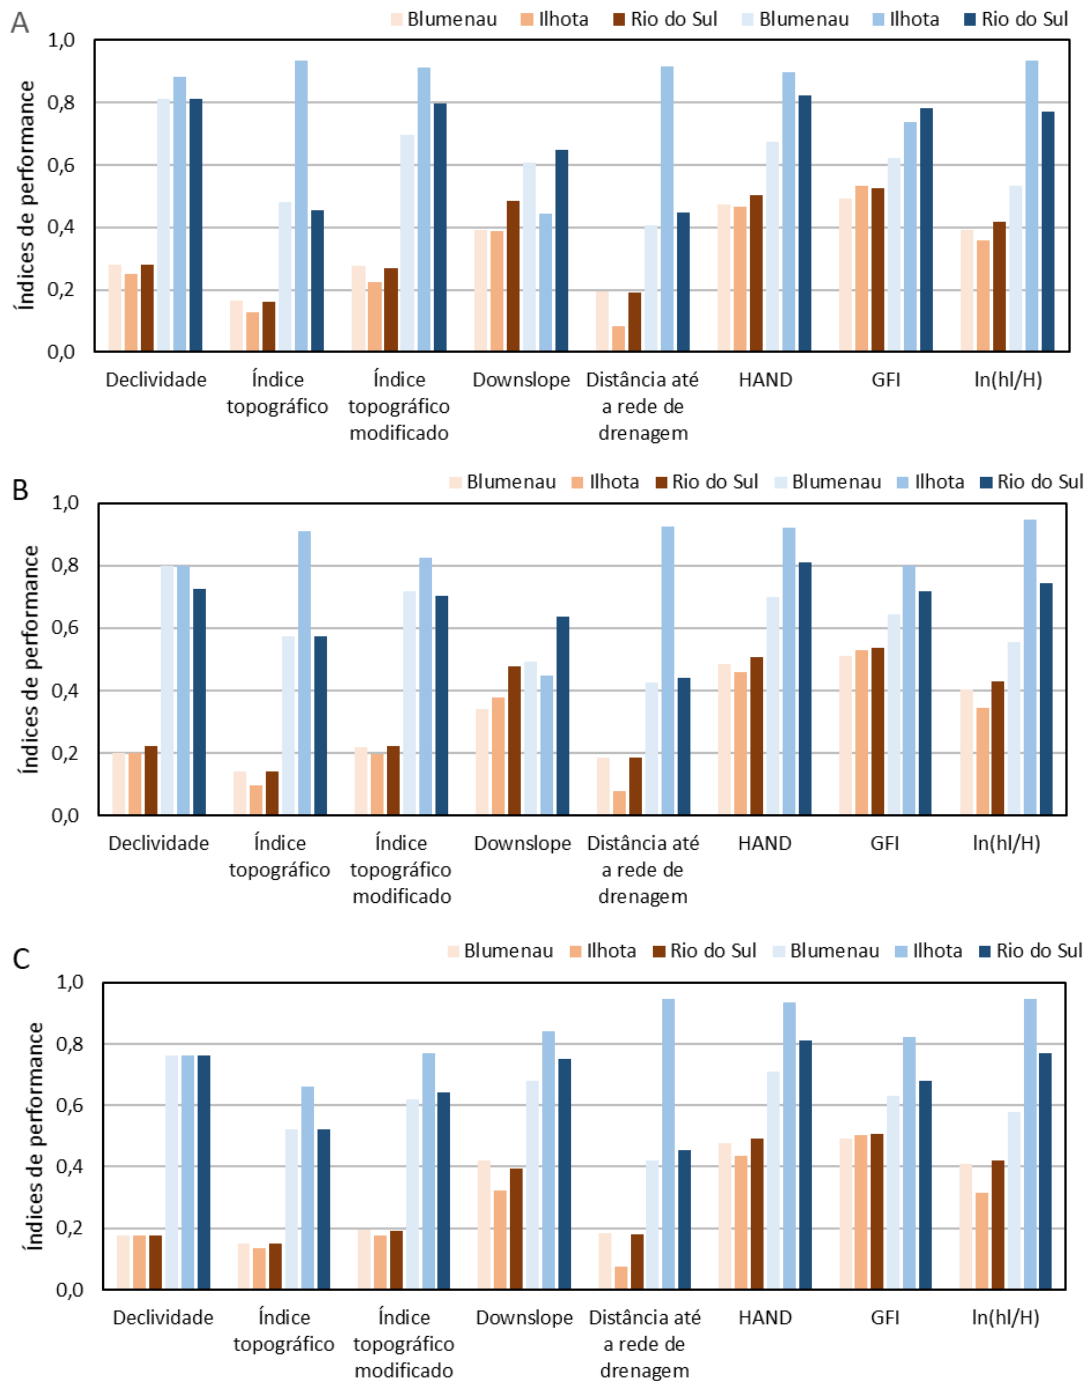 A
Blumenau Ilhota Rio do Sul Blumenau Ilhota Rio do Sul
Índices de performance
1,0
0,8
0,6
0,4
0,2
0,0
Declividade Índice Índice Downslope Distância até HAND GFI ln(hl/H)
topográfico topográfico a rede de
modificado drenagem
B
Blumenau Ilhota Rio do Sul Blumenau Ilhota Rio do Sul
Índices de performance
1,0
0,8
0,6
0,4
0,2
0,0
Declividade Índice Índice Downslope Distância até HAND GFI ln(hl/H)
topográfico topográfico a rede de
modificado drenagem
C
Blumenau Ilhota Rio do Sul Blumenau Ilhota Rio do Sul
Índices de performance
1,0
0,8
0,6
0,4
0,2
0,0
Declividade Índice Índice Downslope Distância até HAND GFI ln(hl/H)
topográfico topográfico a rede de
modificado drenagem